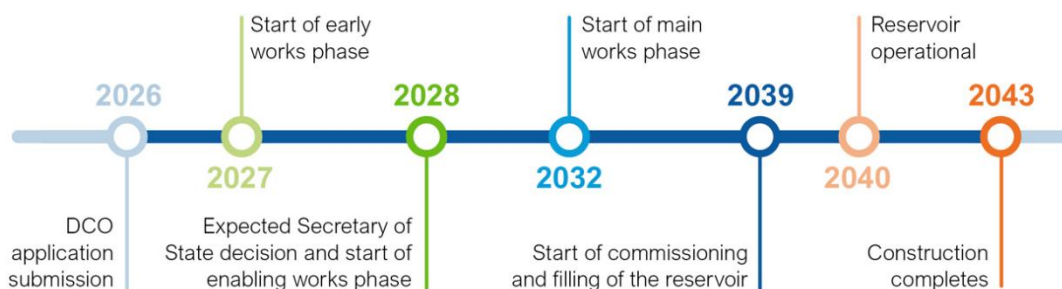 Start of early
works phase
Start of main
works phase
Reservoir
operational
2026
2028
2039
2043
2027
2032
2040
DCO
application
submission
Expected Secretary of
State decision and start of
enabling works phase
Start of commissioning
and filling of the reservoir
Construction
completes